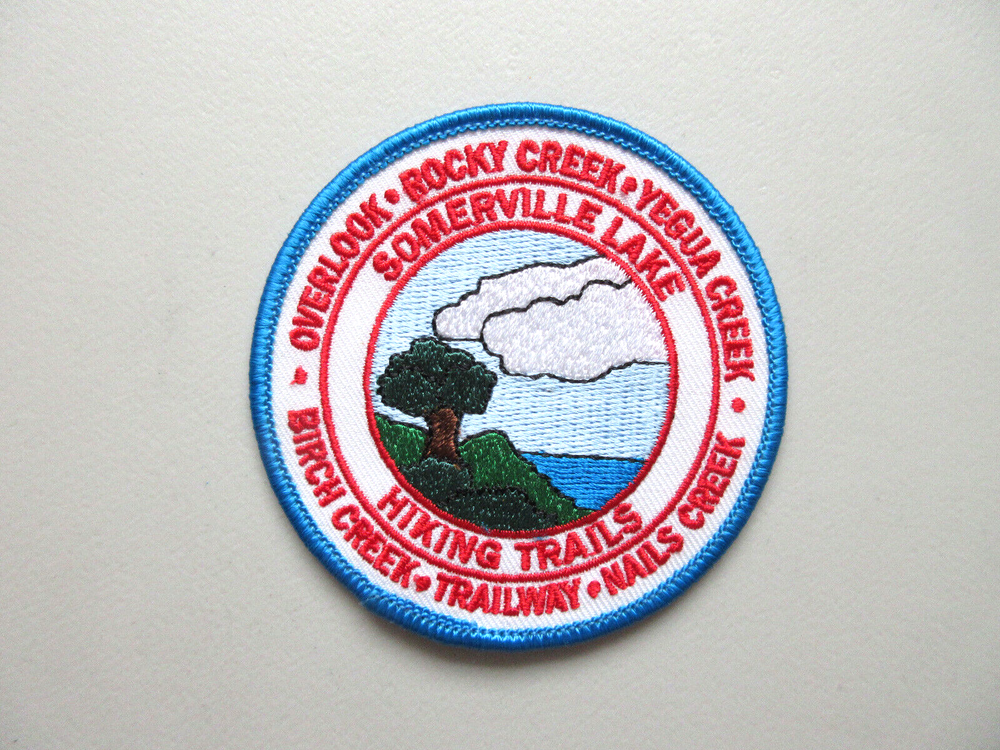 OVERLOOK • ROCKY CREEK • YEGUA CREEK •
BIRCH CREEK • TRAILWAY • NAILS CREEK
SOMERVILLE LAKE
HIKING TRAILS